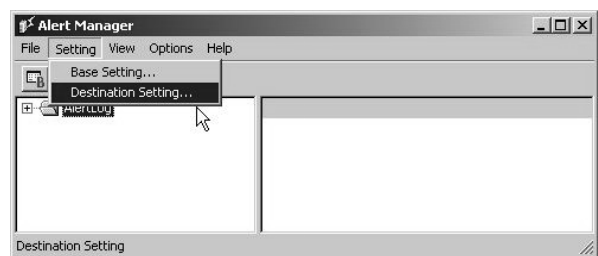 Alert Manager
File Setting View Options Help
B
Base Setting...
Destination Setting...
AlertLog
Destination Setting